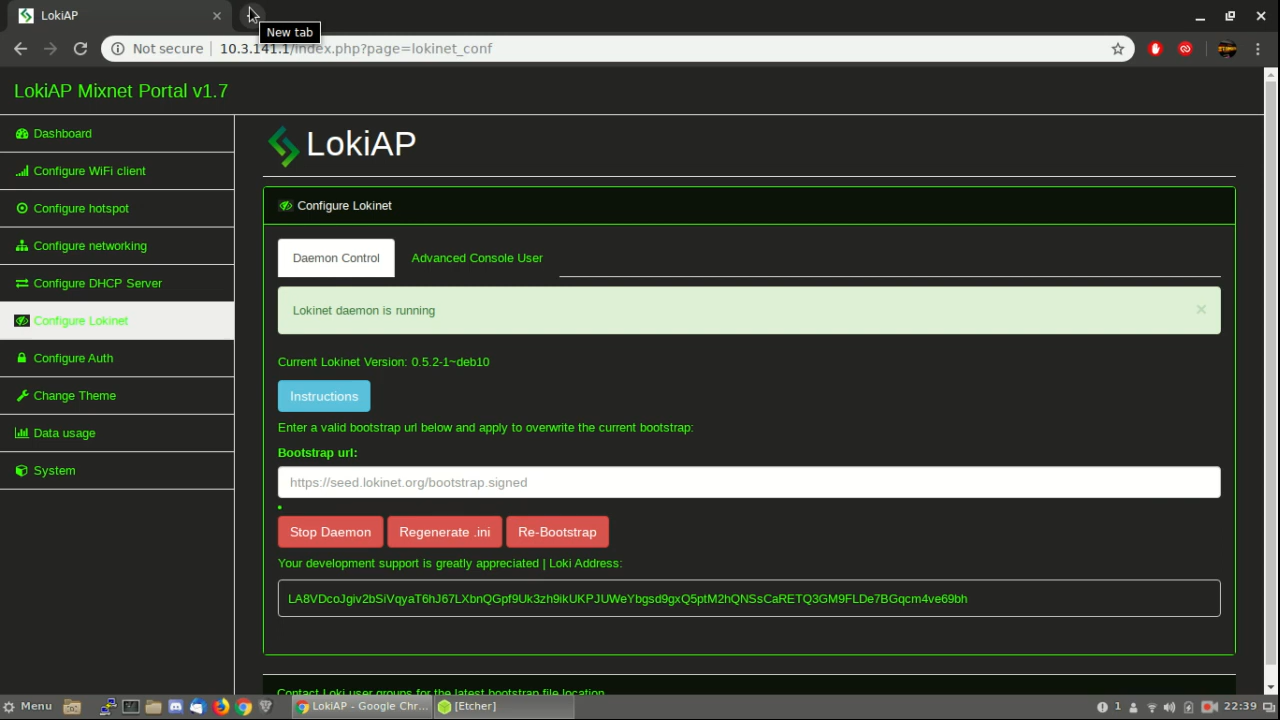 LokiAP
New tab
Not secure
10.3.141.1/index.php?page=lokinet_conf
LokiAP Mixnet Portal v1.7
Dashboard
Configure WiFi client
Configure hotspot
Configure networking
Configure DHCP Server
Configure Lokinet
Configure Auth
Change Theme
Data usage
System
LokiAP
Configure Lokinet
Daemon Control
Advanced Console User
Lokinet daemon is running
×
Current Lokinet Version: 0.5.2-1~deb10
Instructions
Enter a valid bootstrap url below and apply to overwrite the current bootstrap:
Bootstrap url:
https://seed.lokinet.org/bootstrap.signed
Stop Daemon
Regenerate .ini
Re-Bootstrap
Your development support is greatly appreciated | Loki Address:
LA8VDcoJgiv2bSiVqyaT6hJ67LXbnQGpf9Uk3zh9ikUKPJUWeYbgsd9gxQ5ptM2hQNSsCaRETQ3GM9FLDe7BGqcm4ve69bh
Contact Loki user groups for the latest bootstrap file location
Menu
LokiAP - Google Chr...
[Etcher]
1
22:39